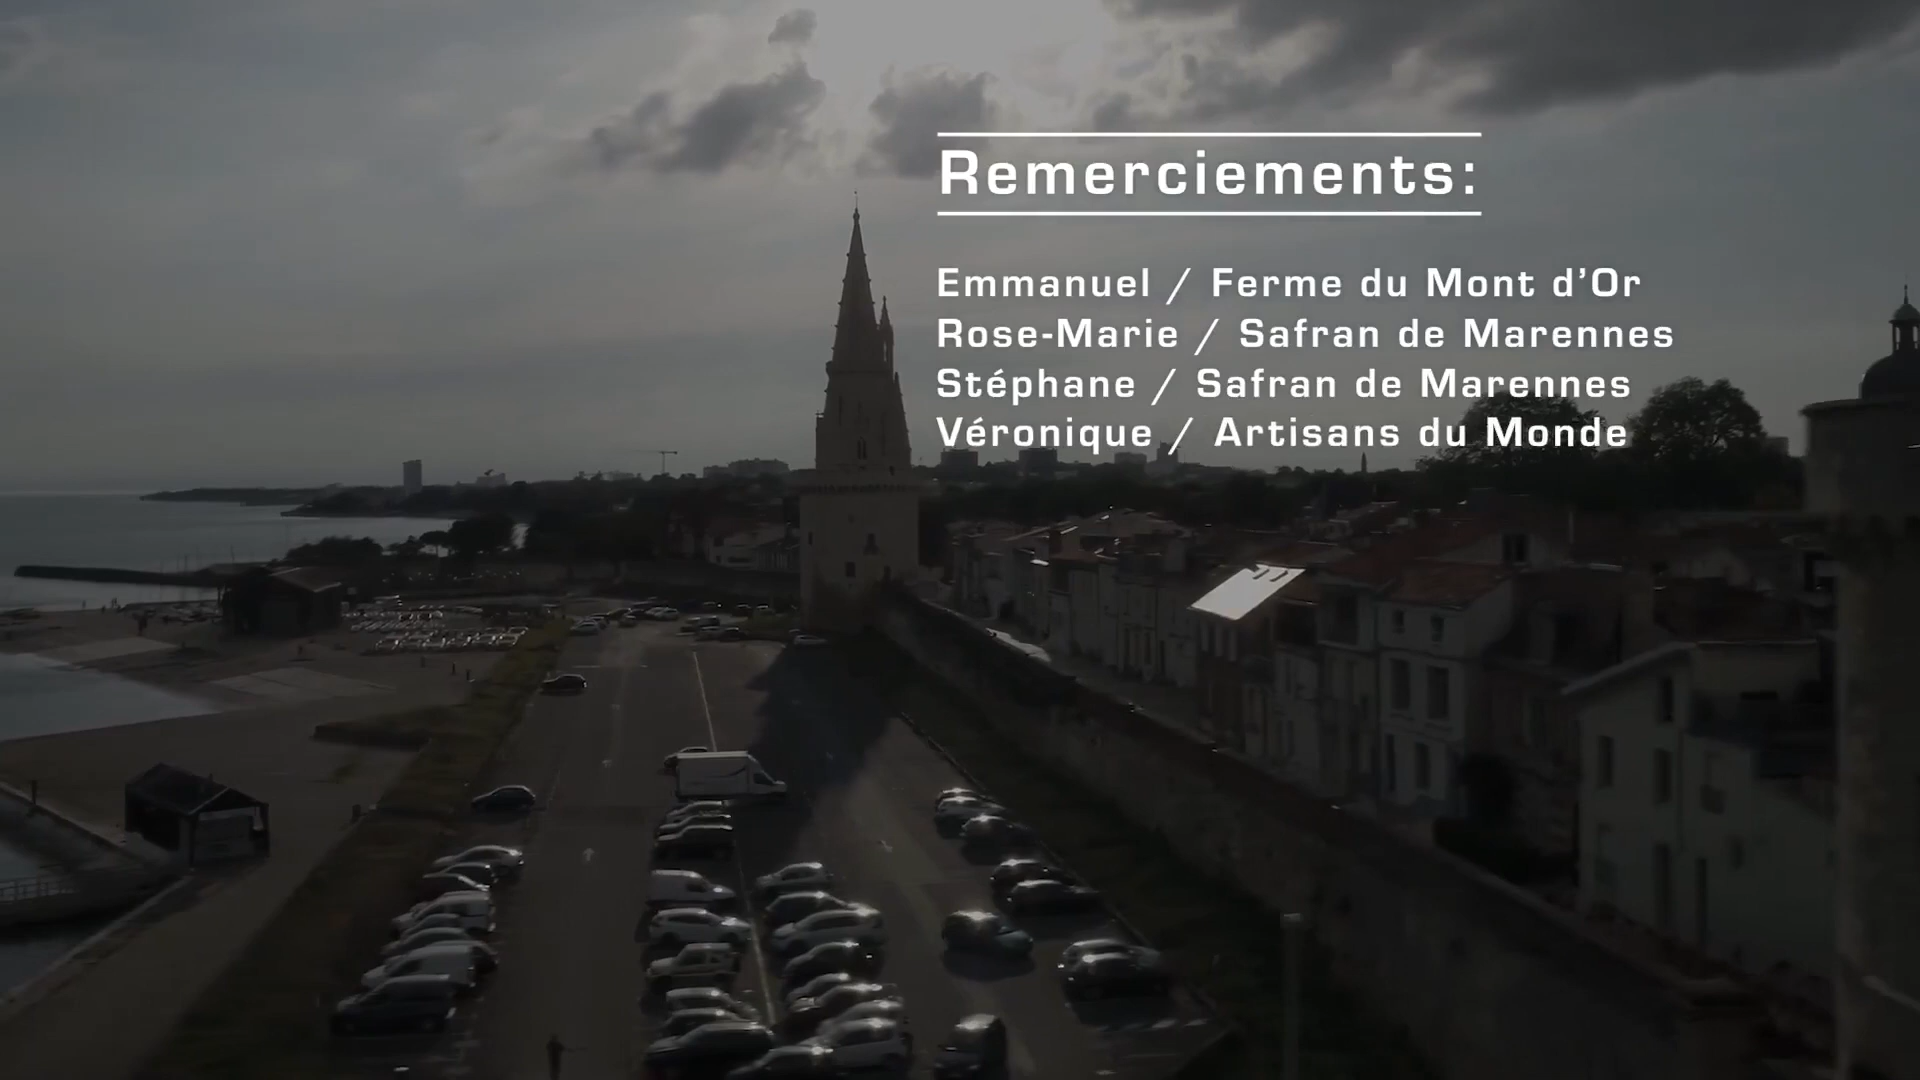 Remerciements:
Emmanuel / Ferme du Mont d'Or
Rose-Marie / Safran de Marennes
Stéphane / Safran de Marennes
Véronique / Artisans du Monde